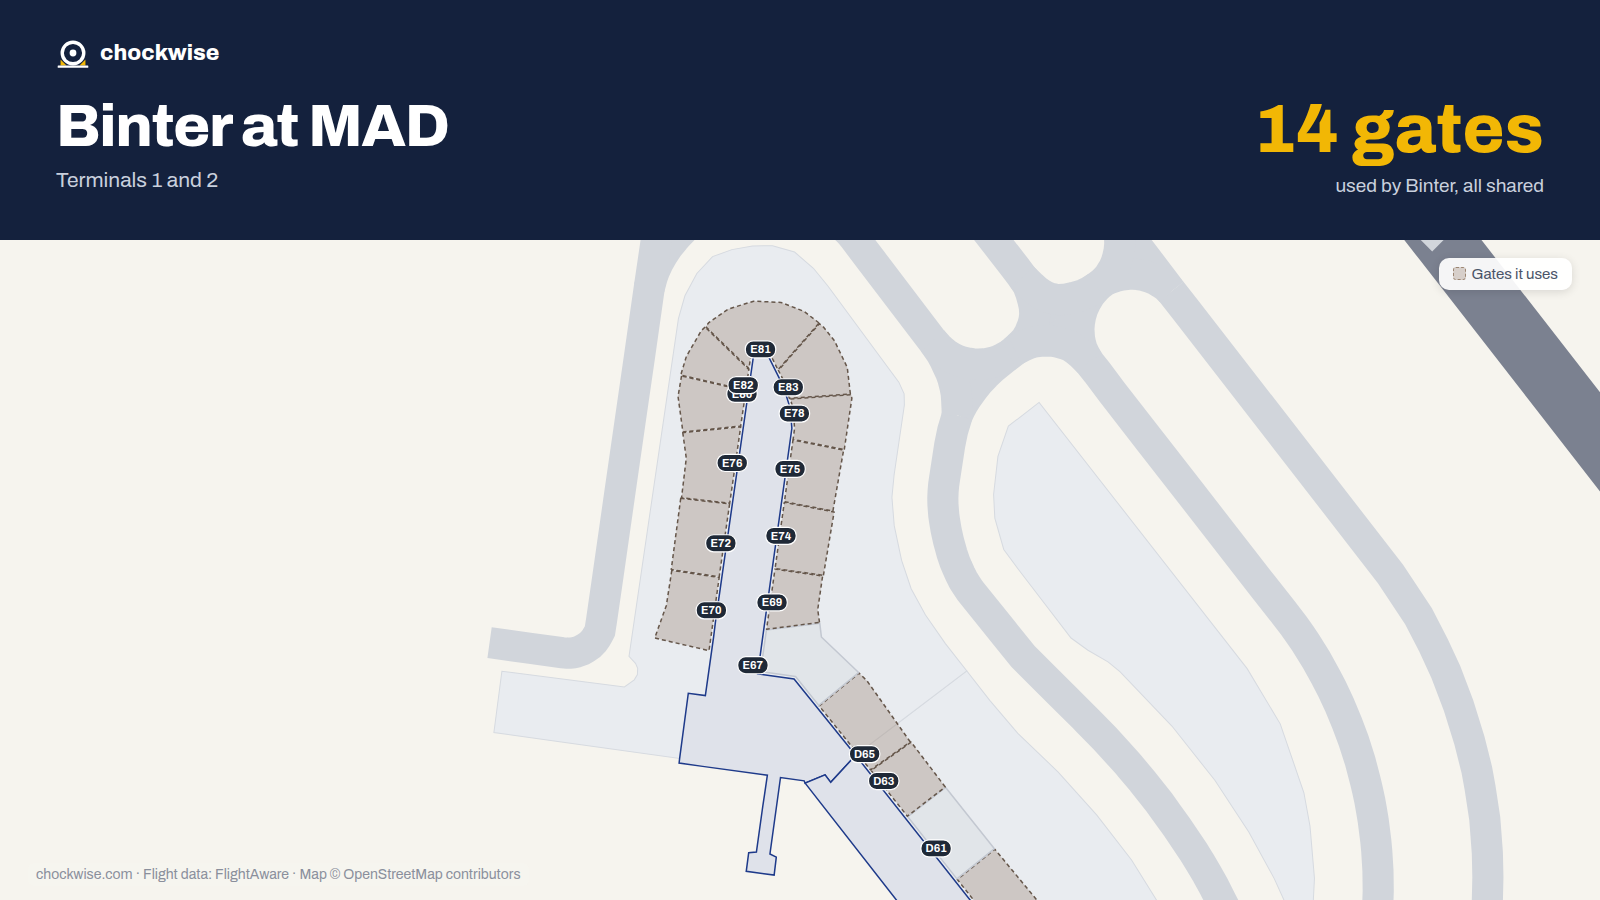 chockwise
Binter at MAD
Terminals 1 and 2
14 gates
used by Binter, all shared
Gates it uses
E81
E82
E83
E78
E76
E75
E74
E72
E70
E69
E67
D65
D63
D61
chockwise.com · Flight data: FlightAware · Map © OpenStreetMap contributors